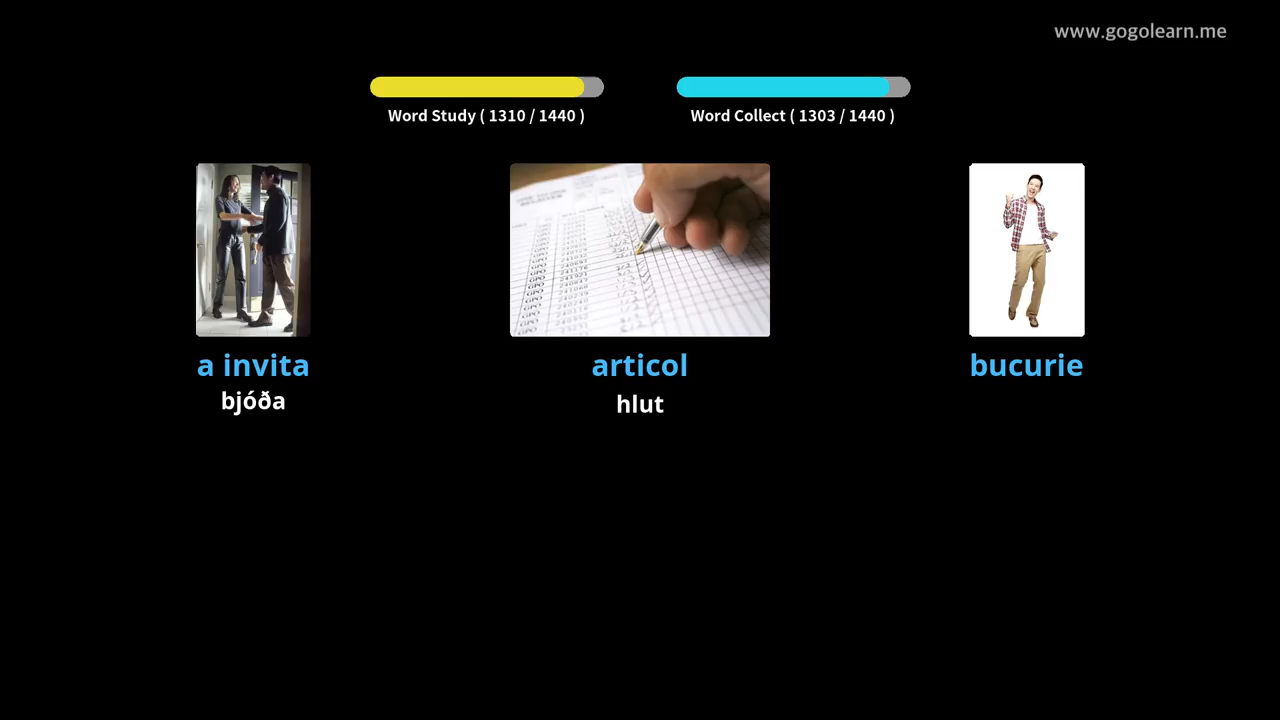 www.gogolearn.me
Word Study ( 1310 / 1440 )
Word Collect ( 1303 / 1440 )
a invita
bjóða
articol
hlut
bucurie